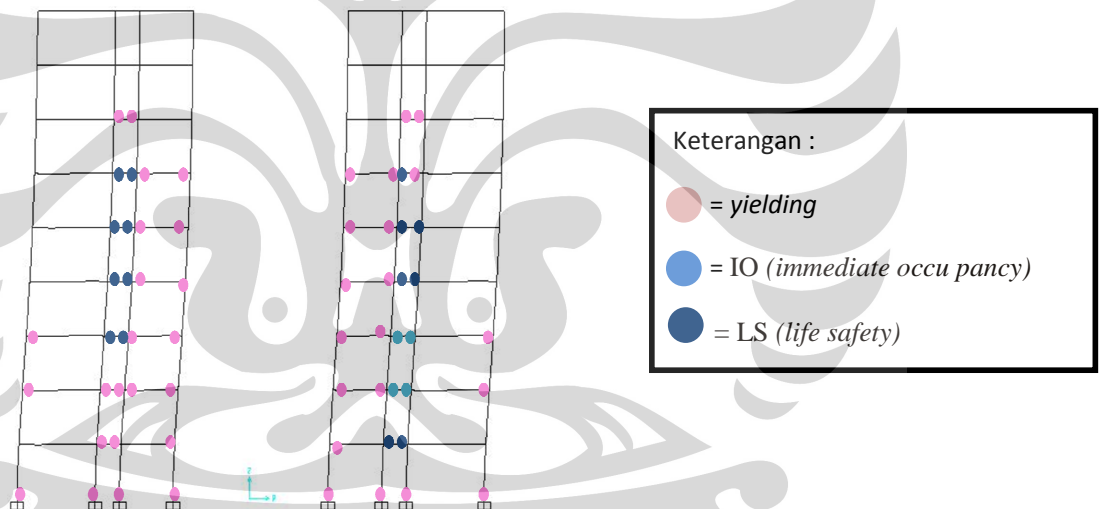 Keterangan :
= yielding
= IO (immediate occu pancy)
= LS (life safety)